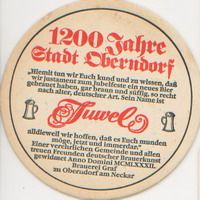 1200 Jahre
Stadt Oberndorf
„Hiemit tun wir Euch kund und zu wissen, daß
wir justament zum Jubelfeste ein neues Bier
gebrauet haben, gar braun und süffig, so recht
nach alter, deutscher Art. Sein Name ist
Juwel
alldieweil wir hoffen, daß es Euch munden
möge, jetzt und immerdar."
Einer verehrlichen Gemeinde und allen
treuen Freunden deutscher Braukunst
gewidmet Anno Domini MCMLXXXII.
Brauerei Graf
zu Oberndorf am Neckar